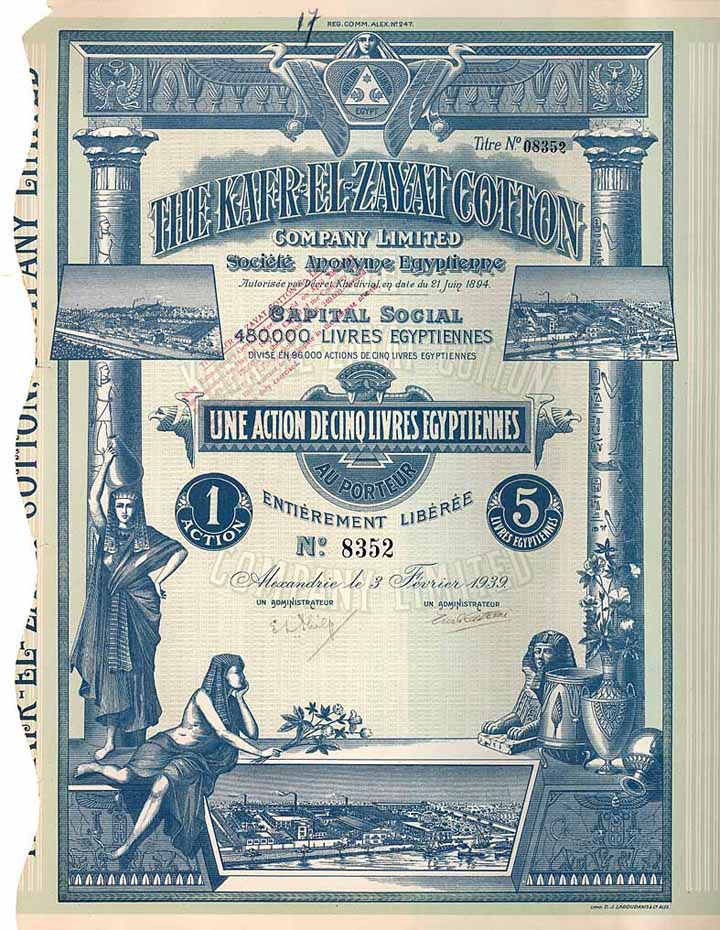 17
REG. COMM. ALEX. Nº 247.
EGYPT
Titre Nº 08352
THE KAFR-EL-ZAYAT COTTON
COMPANY LIMITED
Société Anonyme Egyptienne
Autorisée par Décret Khédivial, en date du 21 Juin 1894.
CAPITAL SOCIAL
480.000 LIVRES EGYPTIENNES
DIVISÉ EN 96.000 ACTIONS DE CINQ LIVRES EGYPTIENNES
UNE ACTION DE CINQ LIVRES EGYPTIENNES
AU PORTEUR
1
ACTION
ENTIÈREMENT LIBÉRÉE
5
LIVRES EGYPTIENNES
Nº 8352
COMPANY LIMITED
Alexandrie le 3 Février 1939
UN ADMINISTRATEUR
UN ADMINISTRATEUR